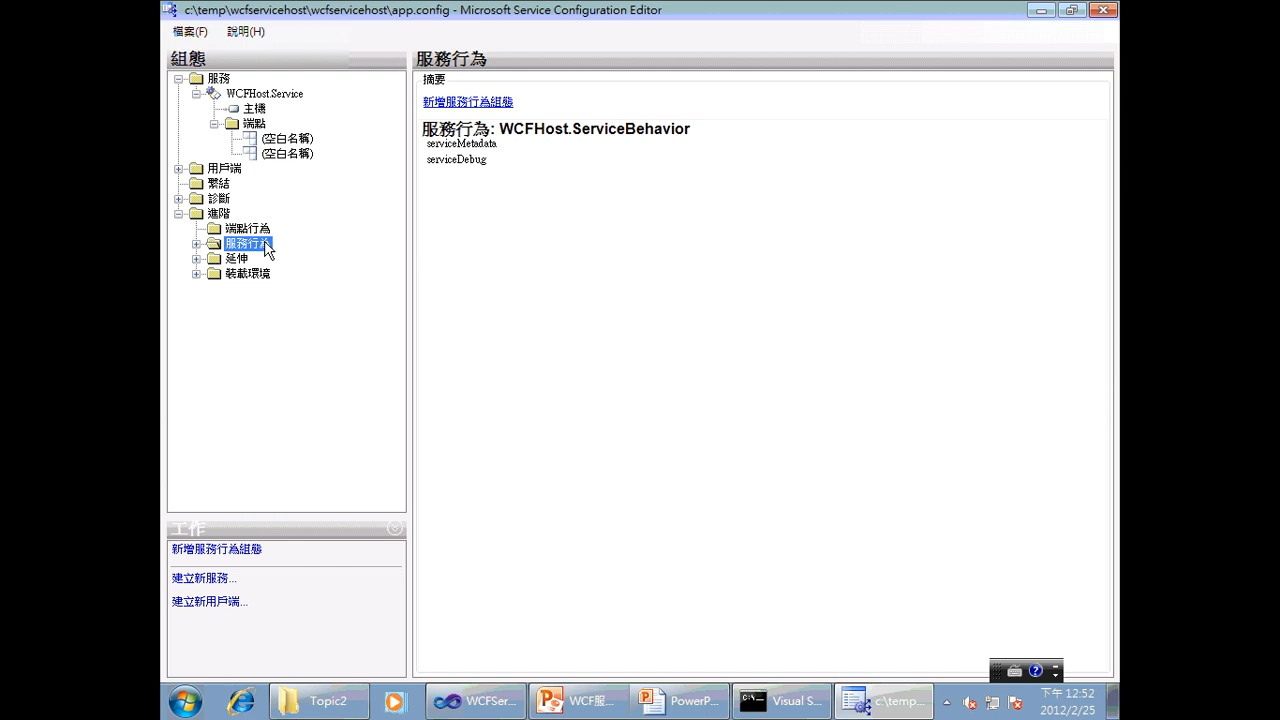 c:\temp\wcfservicehost\wcfservicehost\app.config - Microsoft Service Configuration Editor
檔案(F) 說明(H)
組態
服務
WCFHost.Service
主機
端點
(空白名稱)
(空白名稱)
用戶端
繫結
診斷
進階
端點行為
服務行為
延伸
裝載環境
工作
新增服務行為組態
建立新服務...
建立新用戶端...
服務行為
摘要
新增服務行為組態
服務行為: WCFHost.ServiceBehavior
serviceMetadata
serviceDebug
Topic2
WCFSer...
WCF服...
PowerP...
Visual S...
c:\temp...
下午 12:52
2012/2/25